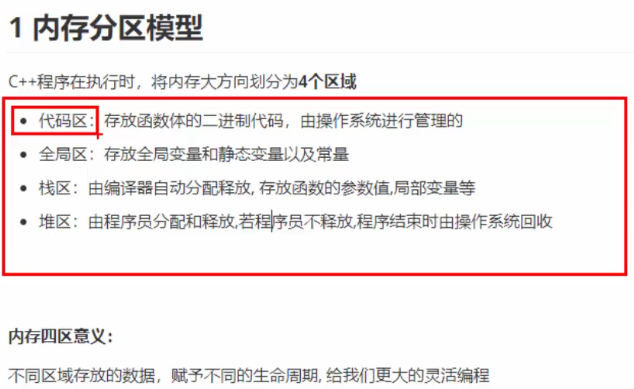 1 内存分区模型
C++程序在执行时，将内存大方向划分为4个区域
• 代码区：存放函数体的二进制代码，由操作系统进行管理的
• 全局区：存放全局变量和静态变量以及常量
• 栈区：由编译器自动分配释放, 存放函数的参数值,局部变量等
• 堆区：由程序员分配和释放,若程序员不释放,程序结束时由操作系统回收
内存四区意义：
不同区域存放的数据，赋予不同的生命周期, 给我们更大的灵活编程